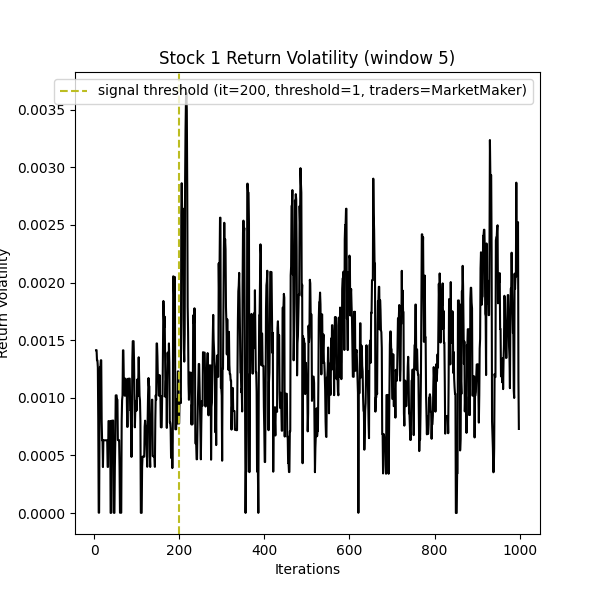 Stock 1 Return Volatility (window 5)
signal threshold (it=200, threshold=1, traders=MarketMaker)
0.0035
0.0030
0.0025
0.0020
0.0015
0.0010
0.0005
0.0000
Return Volatility
0 200 400 600 800 1000
Iterations